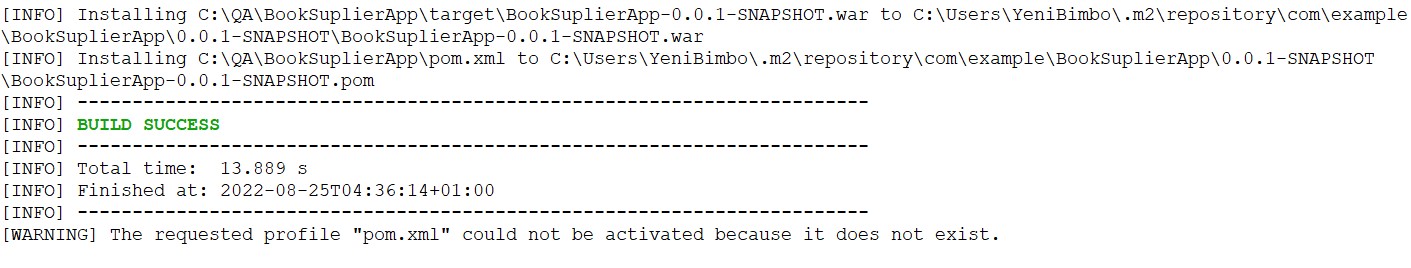 [INFO] Installing C:\QA\BookSuplierApp\target\BookSuplierApp-0.0.1-SNAPSHOT.war to C:\Users\YeniBimbo\.m2\repository\com\example
\BookSuplierApp\0.0.1-SNAPSHOT\BookSuplierApp-0.0.1-SNAPSHOT.war
[INFO] Installing C:\QA\BookSuplierApp\pom.xml to C:\Users\YeniBimbo\.m2\repository\com\example\BookSuplierApp\0.0.1-SNAPSHOT
\BookSuplierApp-0.0.1-SNAPSHOT.pom
[INFO] ------------------------------------------------------------------------
[INFO] BUILD SUCCESS
[INFO] ------------------------------------------------------------------------
[INFO] Total time:  13.889 s
[INFO] Finished at: 2022-08-25T04:36:14+01:00
[INFO] ------------------------------------------------------------------------
[WARNING] The requested profile "pom.xml" could not be activated because it does not exist.